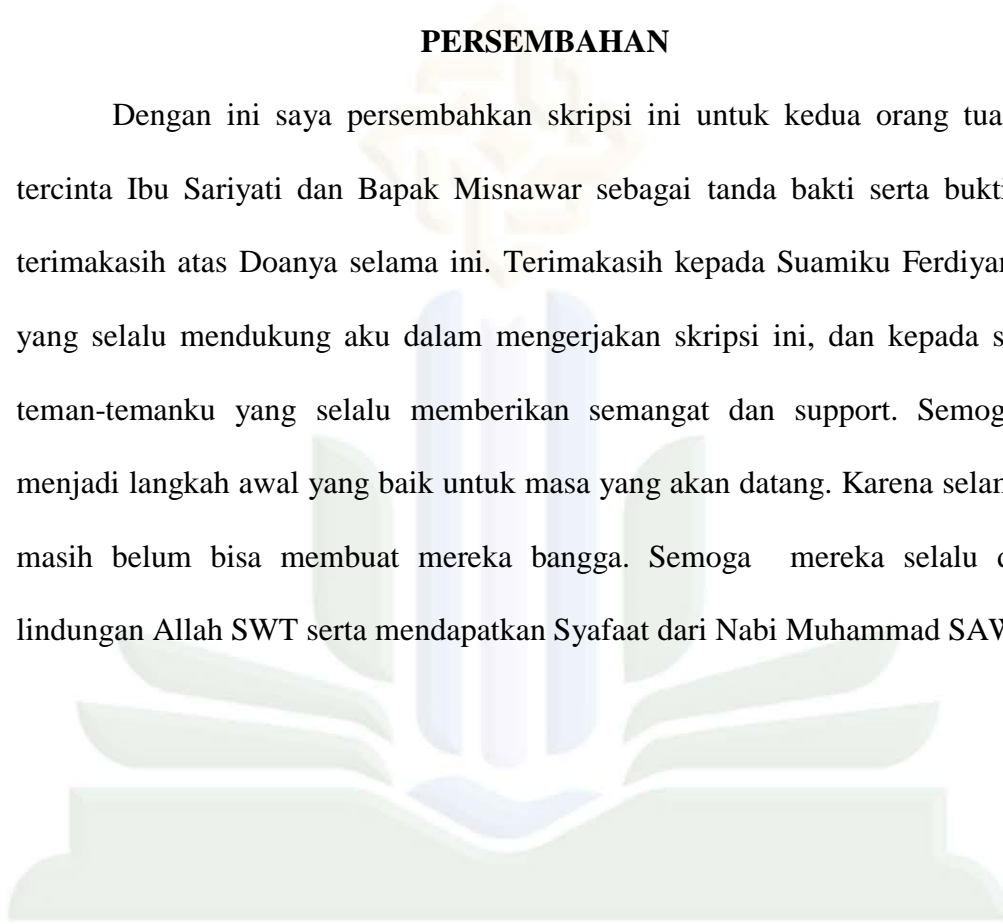 PERSEMBAHAN
Dengan ini saya persembahkan skripsi ini untuk kedua orang tua
tercinta Ibu Sariyati dan Bapak Misnawar sebagai tanda bakti serta bukti
terimakasih atas Doanya selama ini. Terimakasih kepada Suamiku
yang selalu mendukung aku dalam mengerjakan skripsi ini, dan kepada
teman-temanku yang selalu memberikan semangat dan support.
menjadi langkah awal yang baik untuk masa yang akan datang. Karena
masih belum bisa membuat mereka bangga. Semoga mereka selalu
lindungan Allah SWT serta mendapatkan Syafaat dari Nabi Muhammad